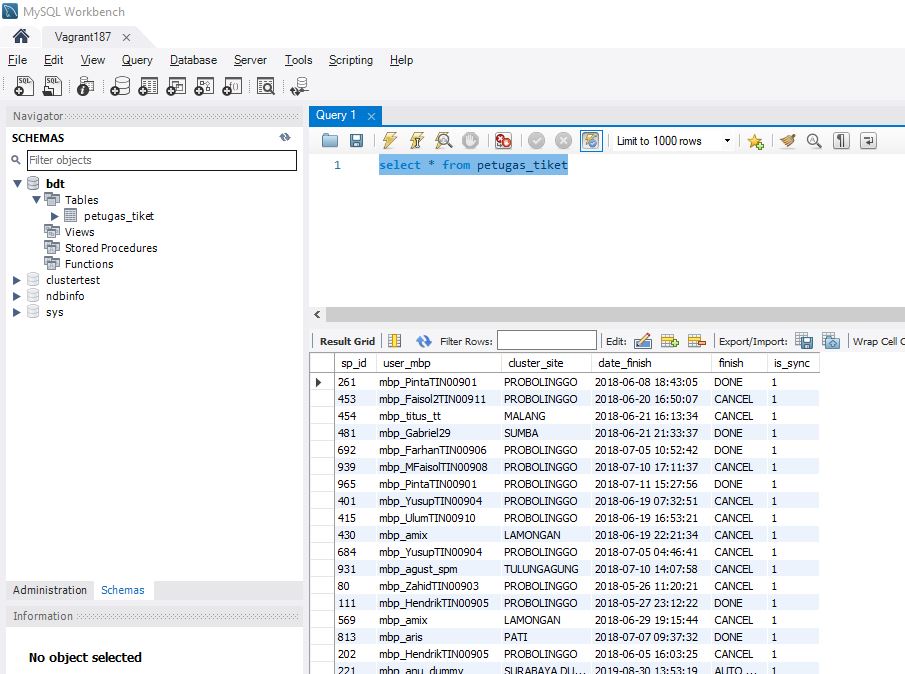 MySQL Workbench
Vagrant187
File Edit View Query Database Server Tools Scripting Help
Navigator
Query 1
SCHEMAS
Limit to 1000 rows
Filter objects
1 select * from petugas_tiket
bdt
Tables
petugas_tiket
Views
Stored Procedures
Functions
clustertest
ndbinfo
sys
Result Grid Filter Rows: Edit: Export/Import: Wrap Cell C
sp_id user_mbp cluster_site date_finish finish is_sync
261 mbp_PintaTIN00901 PROBOLINGGO 2018-06-08 18:43:05 DONE 1
453 mbp_Faisol2TIN00911 PROBOLINGGO 2018-06-20 16:50:07 CANCEL 1
454 mbp_titus_tt MALANG 2018-06-21 16:13:34 CANCEL 1
481 mbp_Gabriel29 SUMBA 2018-06-21 21:33:37 DONE 1
692 mbp_FarhanTIN00906 PROBOLINGGO 2018-07-05 10:52:42 DONE 1
939 mbp_MFaisolTIN00908 PROBOLINGGO 2018-07-10 17:11:37 CANCEL 1
965 mbp_PintaTIN00901 PROBOLINGGO 2018-07-11 15:27:56 DONE 1
401 mbp_YusupTIN00904 PROBOLINGGO 2018-06-19 07:32:51 CANCEL 1
415 mbp_UlumTIN00910 PROBOLINGGO 2018-06-19 16:53:21 CANCEL 1
430 mbp_amix LAMONGAN 2018-06-19 22:21:34 CANCEL 1
684 mbp_YusupTIN00904 PROBOLINGGO 2018-07-05 04:46:41 CANCEL 1
931 mbp_agust_spm TULUNGAGUNG 2018-07-10 14:07:58 CANCEL 1
80 mbp_ZahidTIN00903 PROBOLINGGO 2018-05-26 11:20:21 CANCEL 1
111 mbp_HendrikTIN00905 PROBOLINGGO 2018-05-27 23:12:22 DONE 1
569 mbp_amix LAMONGAN 2018-06-29 19:15:44 CANCEL 1
813 mbp_aris PATI 2018-07-07 09:37:32 DONE 1
202 mbp_HendrikTIN00905 PROBOLINGGO 2018-06-05 16:03:25 CANCEL 1
221 mbp_anu_dummy SURABAYA DU... 2019-08-30 13:53:19 AUTO ... 1
Administration Schemas
Information
No object selected